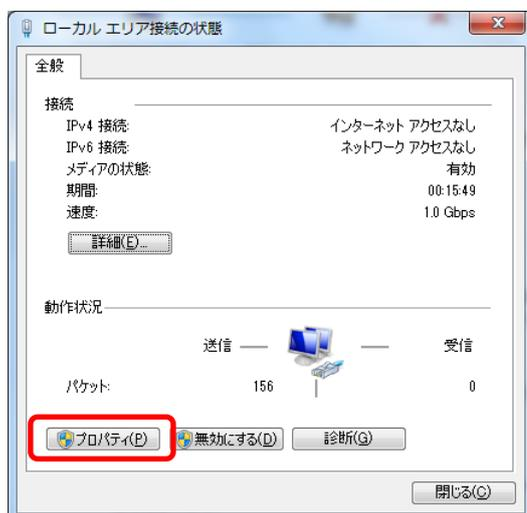 ローカル エリア接続の状態
全般
接続
IPv4 接続: インターネット アクセスなし
IPv6 接続: ネットワーク アクセスなし
メディアの状態: 有効
期間: 00:15:49
速度: 1.0 Gbps
詳細(E)...
動作状況
送信 受信
パケット: 156 0
プロパティ(P) 無効にする(D) 診断(G)
閉じる(C)